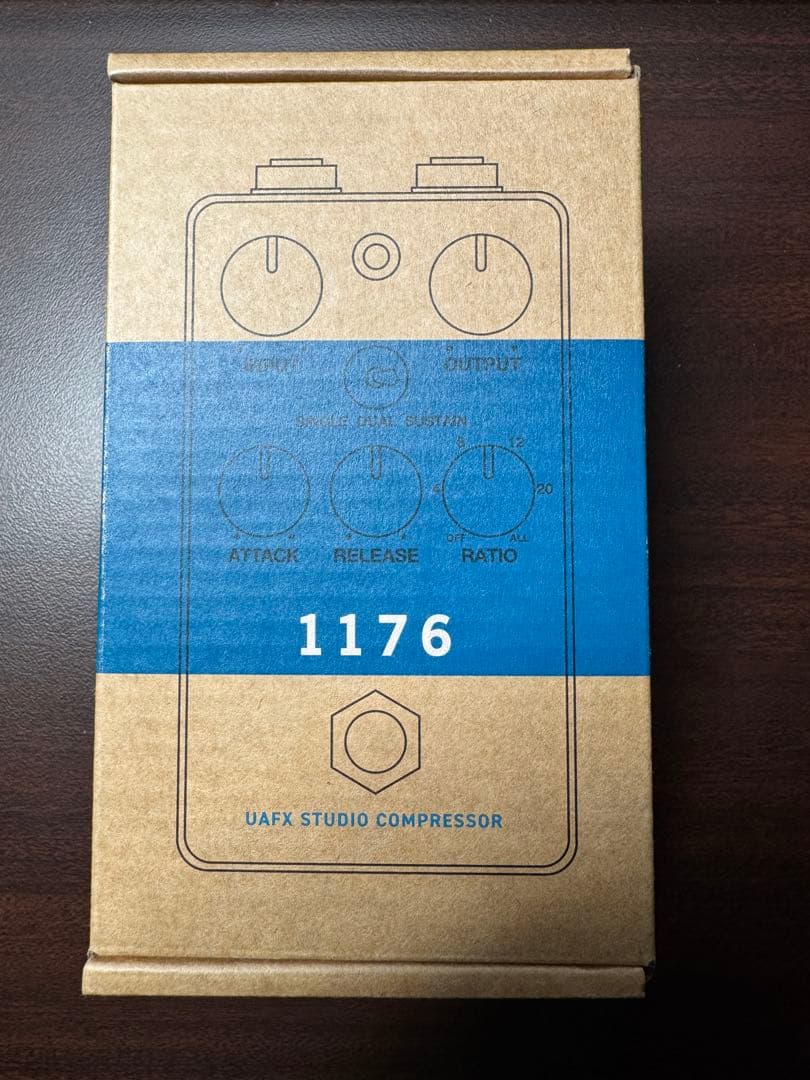 INPUT OUTPUT
SINGLE DUAL SUSTAIN
8 12
4 20
OFF ALL
ATTACK RELEASE RATIO
1176
UAFX STUDIO COMPRESSOR